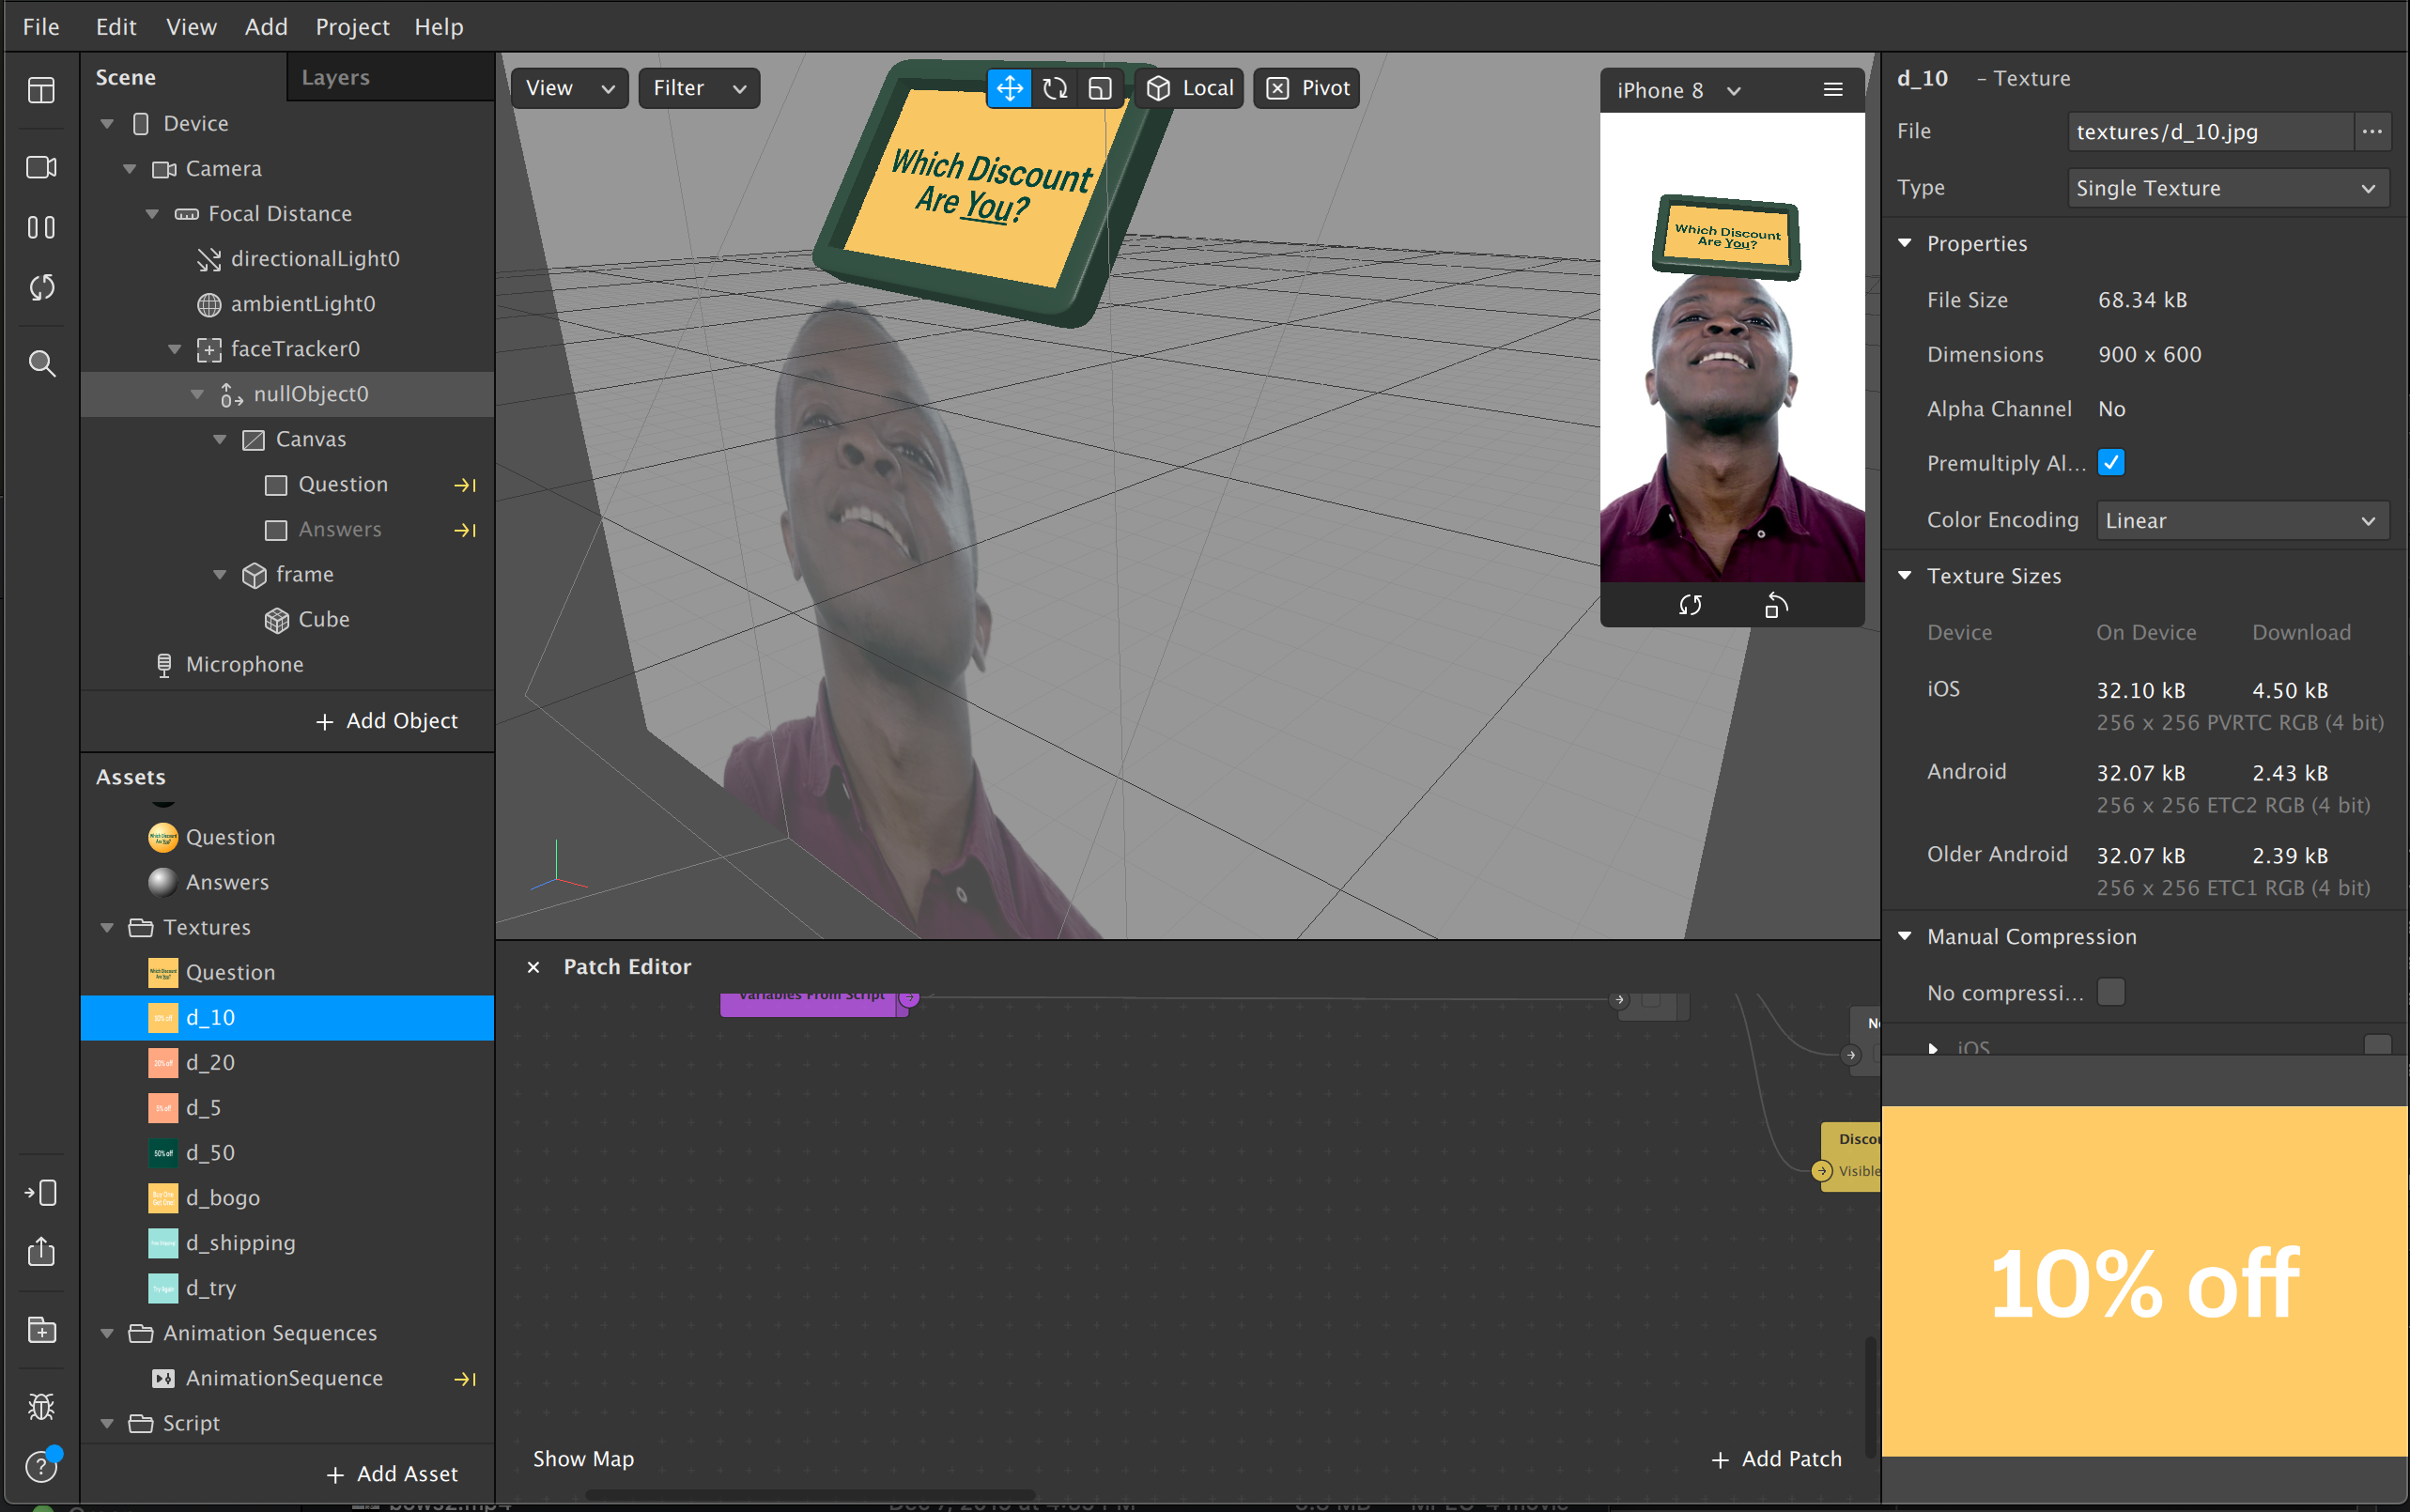 File Edit View Add Project Help
Scene Layers
Device
Camera
Focal Distance
directionalLight0
ambientLight0
faceTracker0
nullObject0
Canvas
Question
Answers
frame
Cube
Microphone
+ Add Object
Assets
Question
Answers
Textures
Question
d_10
d_20
d_5
d_50
d_bogo
d_shipping
d_try
Animation Sequences
AnimationSequence
Script
+ Add Asset
View Filter Local Pivot
Which Discount
Are You?
iPhone 8
Which Discount
Are You?
Patch Editor
Variables From Script
Visible
Show Map
+ Add Patch
d_10 – Texture
File textures/d_10.jpg
Type Single Texture
Properties
File Size 68.34 kB
Dimensions 900 x 600
Alpha Channel No
Premultiply Al...
Color Encoding Linear
Texture Sizes
Device On Device Download
iOS 32.10 kB 4.50 kB
256 x 256 PVRTC RGB (4 bit)
Android 32.07 kB 2.43 kB
256 x 256 ETC2 RGB (4 bit)
Older Android 32.07 kB 2.39 kB
256 x 256 ETC1 RGB (4 bit)
Manual Compression
No compressi...
iOS
10% off